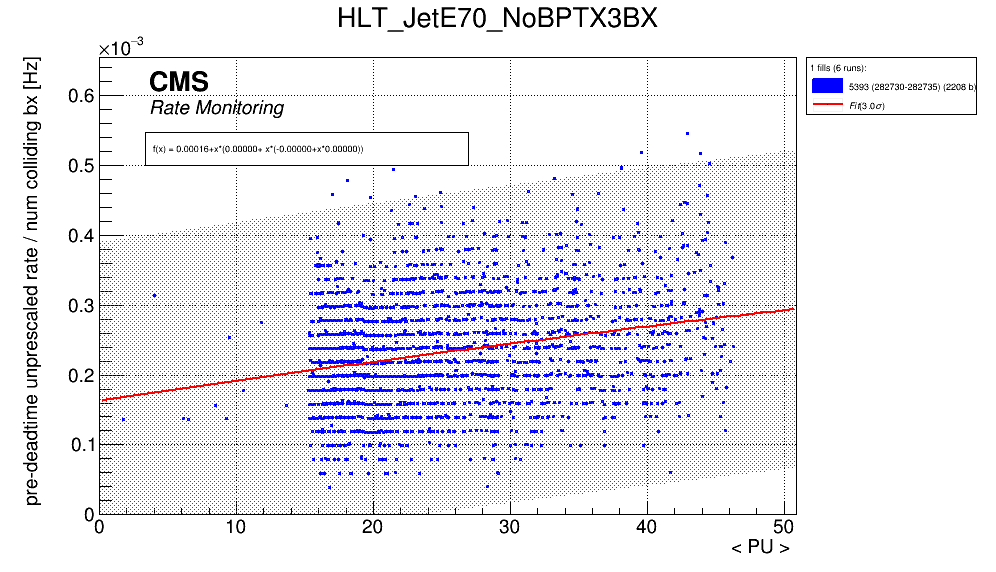 HLT_JetE70_NoBPTX3BX
×10⁻³
pre-deadtime unprescaled rate / num colliding bx [Hz]
CMS
Rate Monitoring
f(x) = 0.00016+x*(0.00000+ x*(-0.00000+x*0.00000))
0.6
0.5
0.4
0.3
0.2
0.1
0
0 10 20 30 40 50
< PU >
1 fills (6 runs):
5393 (282730-282735) (2208 b)
Fit(3.0σ)